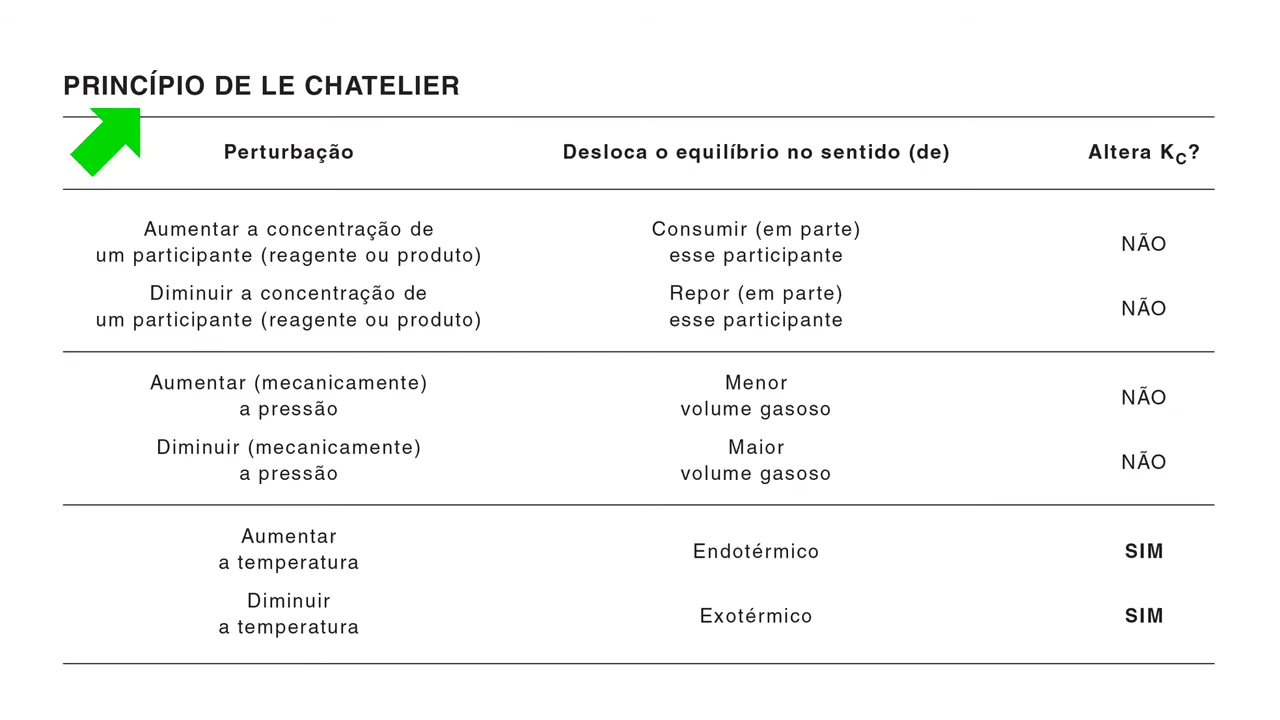 PRINCÍPIO DE LE CHATELIER
Perturbação Desloca o equilíbrio no sentido (de) Altera KC?
Aumentar a concentração de Consumir (em parte)
um participante (reagente ou produto) esse participante NÃO
Diminuir a concentração de Repor (em parte)
um participante (reagente ou produto) esse participante NÃO
Aumentar (mecanicamente) Menor
a pressão volume gasoso NÃO
Diminuir (mecanicamente) Maior
a pressão volume gasoso NÃO
Aumentar
a temperatura Endotérmico SIM
Diminuir
a temperatura Exotérmico SIM